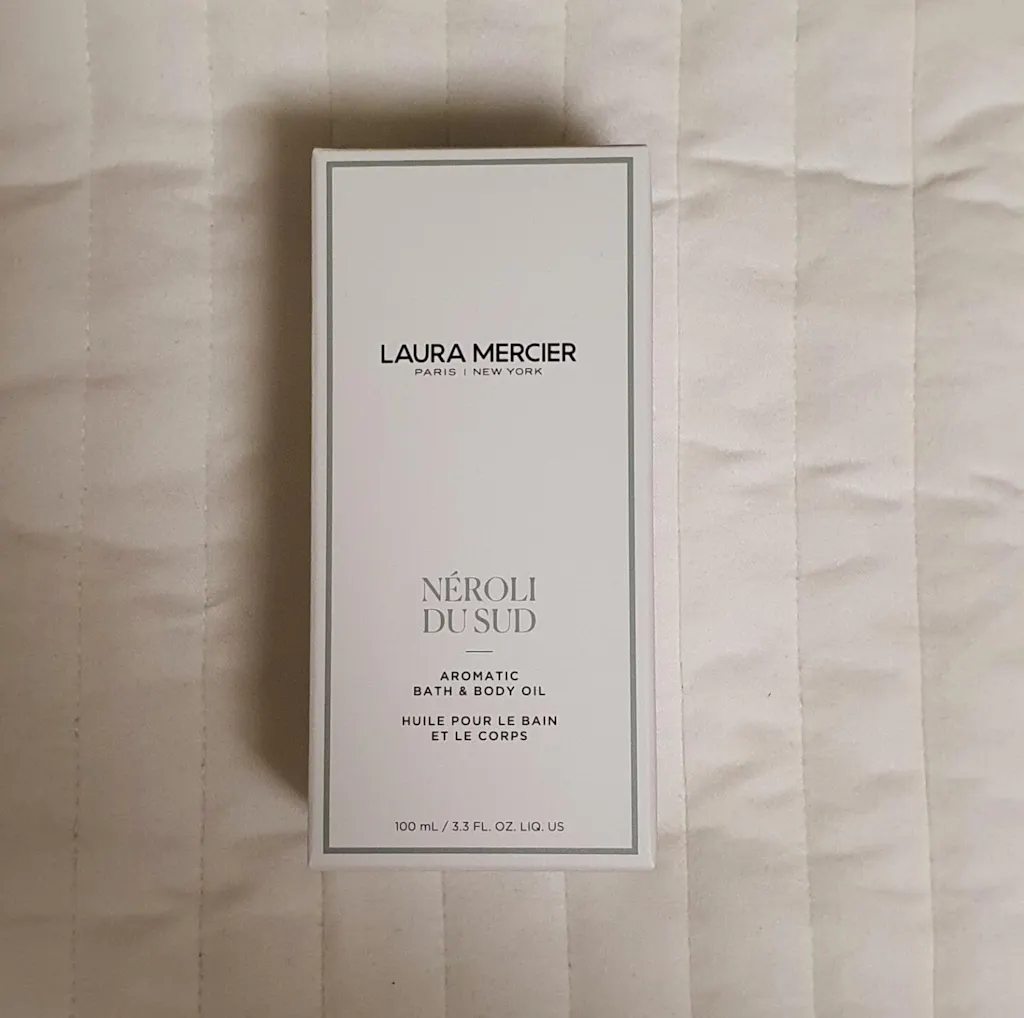 LAURA MERCIER
PARIS | NEW YORK
NÉROLI
DU SUD
AROMATIC
BATH & BODY OIL
HUILE POUR LE BAIN
ET LE CORPS
100 mL / 3.3 FL. OZ. LIQ. US